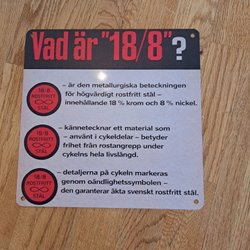 Vad är "18/8"?
18/8
ROSTFRITT
STÅL
– är den metallurgiska beteckningen
för högvärdigt rostfritt stål –
innehållande 18 % krom och 8 % nickel.
18/8
ROSTFRITT
STÅL
– kännetecknar ett material som
– använt i cykeldelar – betyder
frihet från rostangrepp under
cykelns hela livslängd.
18/8
ROSTFRITT
STÅL
– detaljerna på cykeln markeras
genom oändlighetssymbolen –
den garanterar äkta svenskt rostfritt stål.